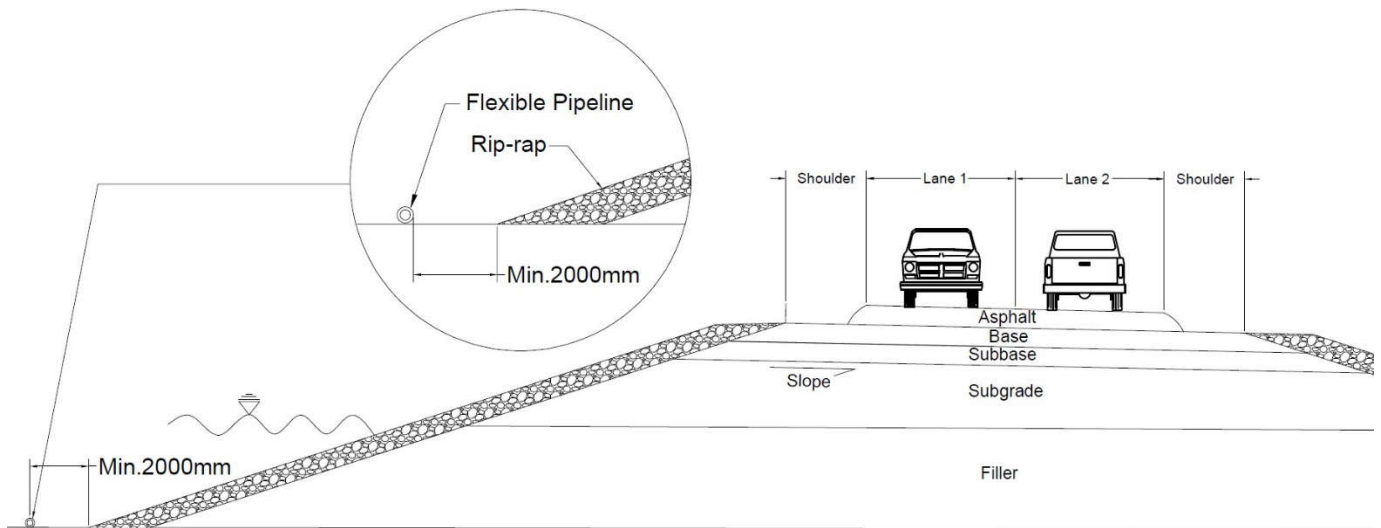 Flexible Pipeline
Rip-rap
Min.2000mm
Shoulder
Lane 1
Lane 2
Shoulder
Asphalt
Base
Subbase
Slope
Subgrade
Min.2000mm
Filler